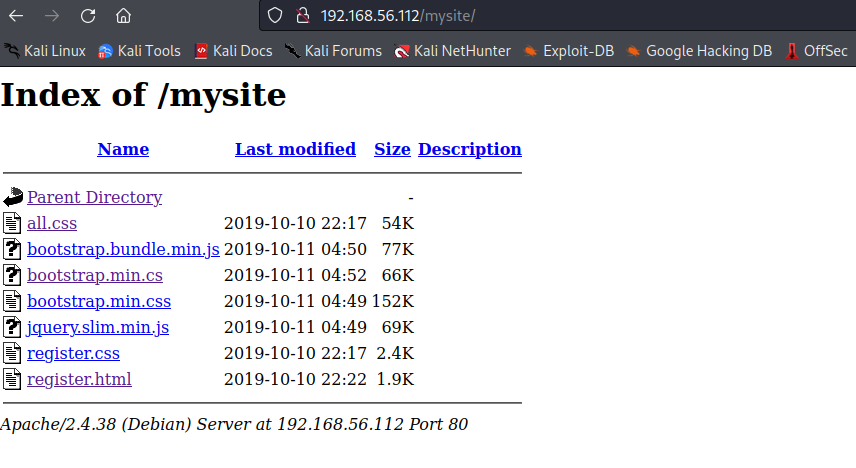 192.168.56.112/mysite/
Kali Linux Kali Tools Kali Docs Kali Forums Kali NetHunter Exploit-DB Google Hacking DB OffSec
Index of /mysite
Name Last modified Size Description
Parent Directory -
all.css 2019-10-10 22:17 54K
bootstrap.bundle.min.js 2019-10-11 04:50 77K
bootstrap.min.cs 2019-10-11 04:52 66K
bootstrap.min.css 2019-10-11 04:49 152K
jquery.slim.min.js 2019-10-11 04:49 69K
register.css 2019-10-10 22:17 2.4K
register.html 2019-10-10 22:22 1.9K
Apache/2.4.38 (Debian) Server at 192.168.56.112 Port 80